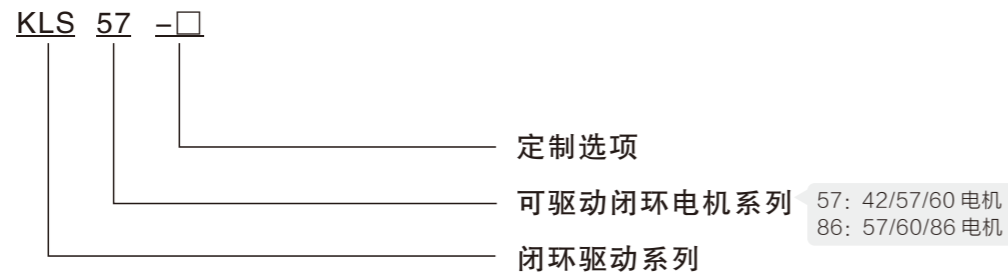 KLS 57 -□
定制选项
可驱动闭环电机系列
57：42/57/60 电机
86：57/60/86 电机
闭环驱动系列